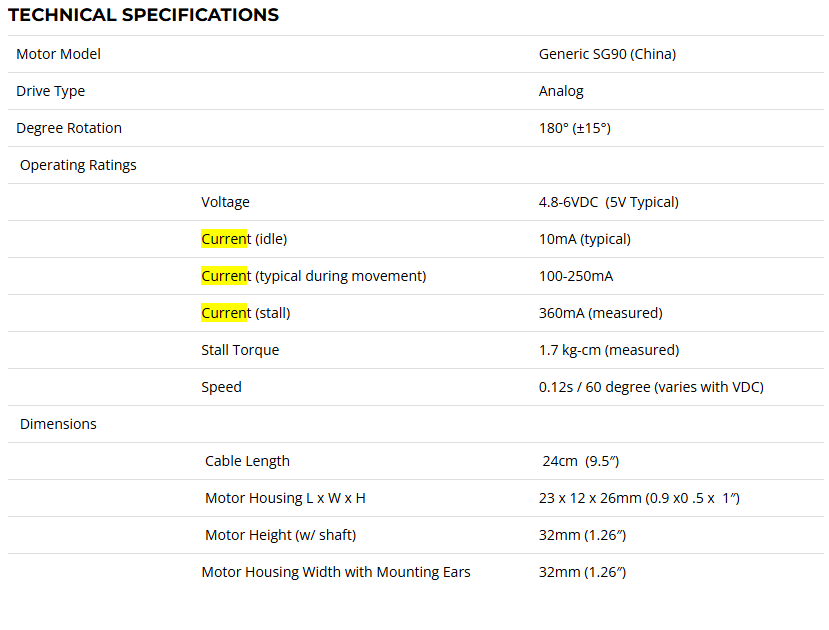 TECHNICAL SPECIFICATIONS
Motor Model Generic SG90 (China)
Drive Type Analog
Degree Rotation 180° (±15°)
Operating Ratings
Voltage 4.8-6VDC (5V Typical)
Current (idle) 10mA (typical)
Current (typical during movement) 100-250mA
Current (stall) 360mA (measured)
Stall Torque 1.7 kg-cm (measured)
Speed 0.12s / 60 degree (varies with VDC)
Dimensions
Cable Length 24cm (9.5″)
Motor Housing L x W x H 23 x 12 x 26mm (0.9 x0 .5 x 1″)
Motor Height (w/ shaft) 32mm (1.26″)
Motor Housing Width with Mounting Ears 32mm (1.26″)